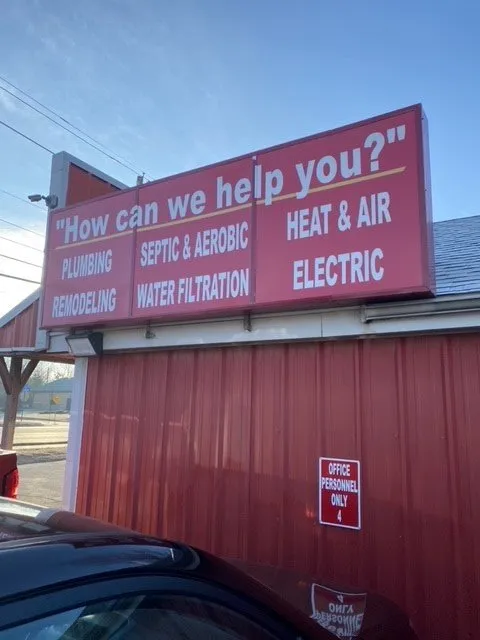 "How can we help you?"
PLUMBING
REMODELING
SEPTIC & AEROBIC
WATER FILTRATION
HEAT & AIR
ELECTRIC
OFFICE
PERSONNEL
ONLY
4